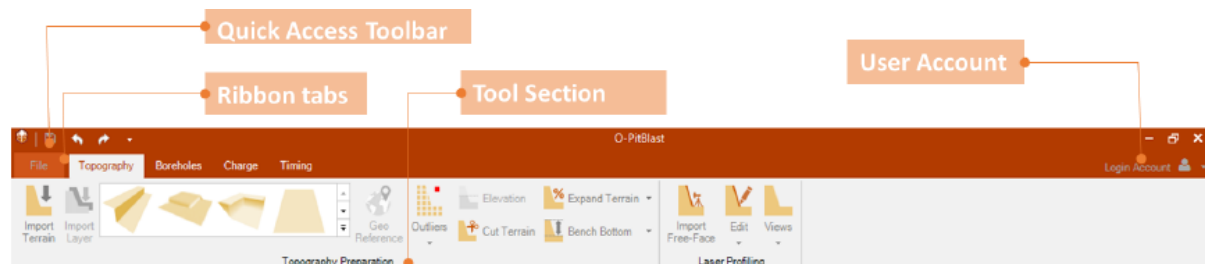 Quick Access Toolbar
User Account
Ribbon tabs
Tool Section
O-PitBlast
File Topography Boreholes Charge Timing Login Account
Import Terrain
Import Layer
Geo Reference
Outliers
Elevation
Cut Terrain
Expand Terrain
Bench Bottom
Import Free-Face
Edit
Views
Topography Preparation
Laser Profiling